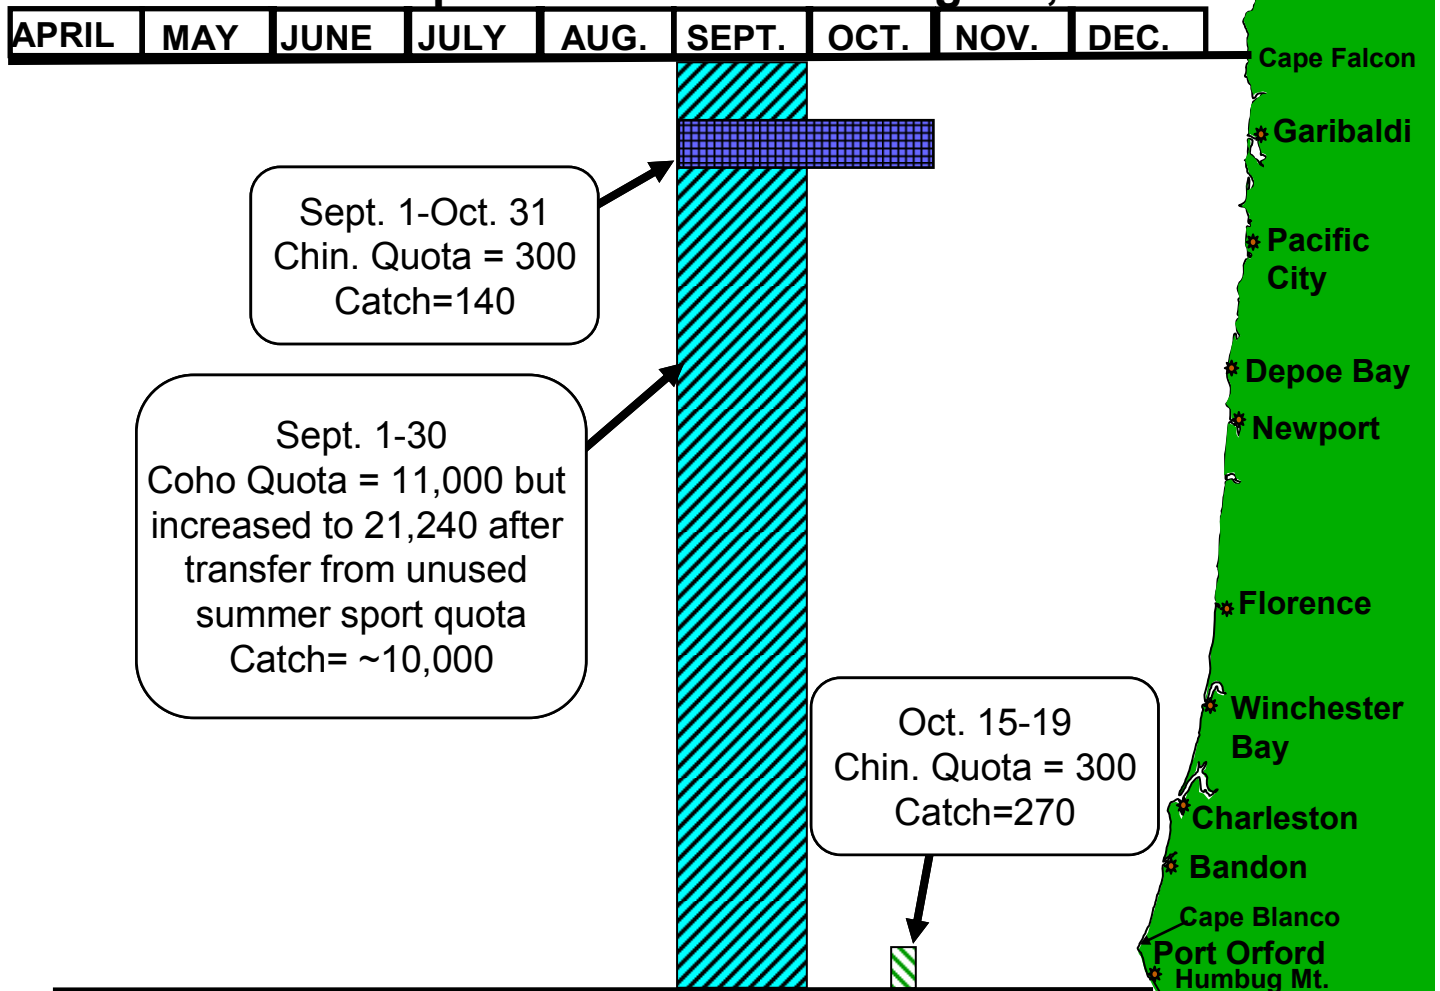 APRIL MAY JUNE JULY AUG. SEPT. OCT. NOV. DEC.
Cape Falcon
Garibaldi
Sept. 1-Oct. 31
Chin. Quota = 300
Catch=140
Pacific
City
Depoe Bay
Newport
Sept. 1-30
Coho Quota = 11,000 but
increased to 21,240 after
transfer from unused
summer sport quota
Catch= ~10,000
Florence
Winchester
Bay
Oct. 15-19
Chin. Quota = 300
Catch=270
Charleston
Bandon
Cape Blanco
Port Orford
Humbug Mt.